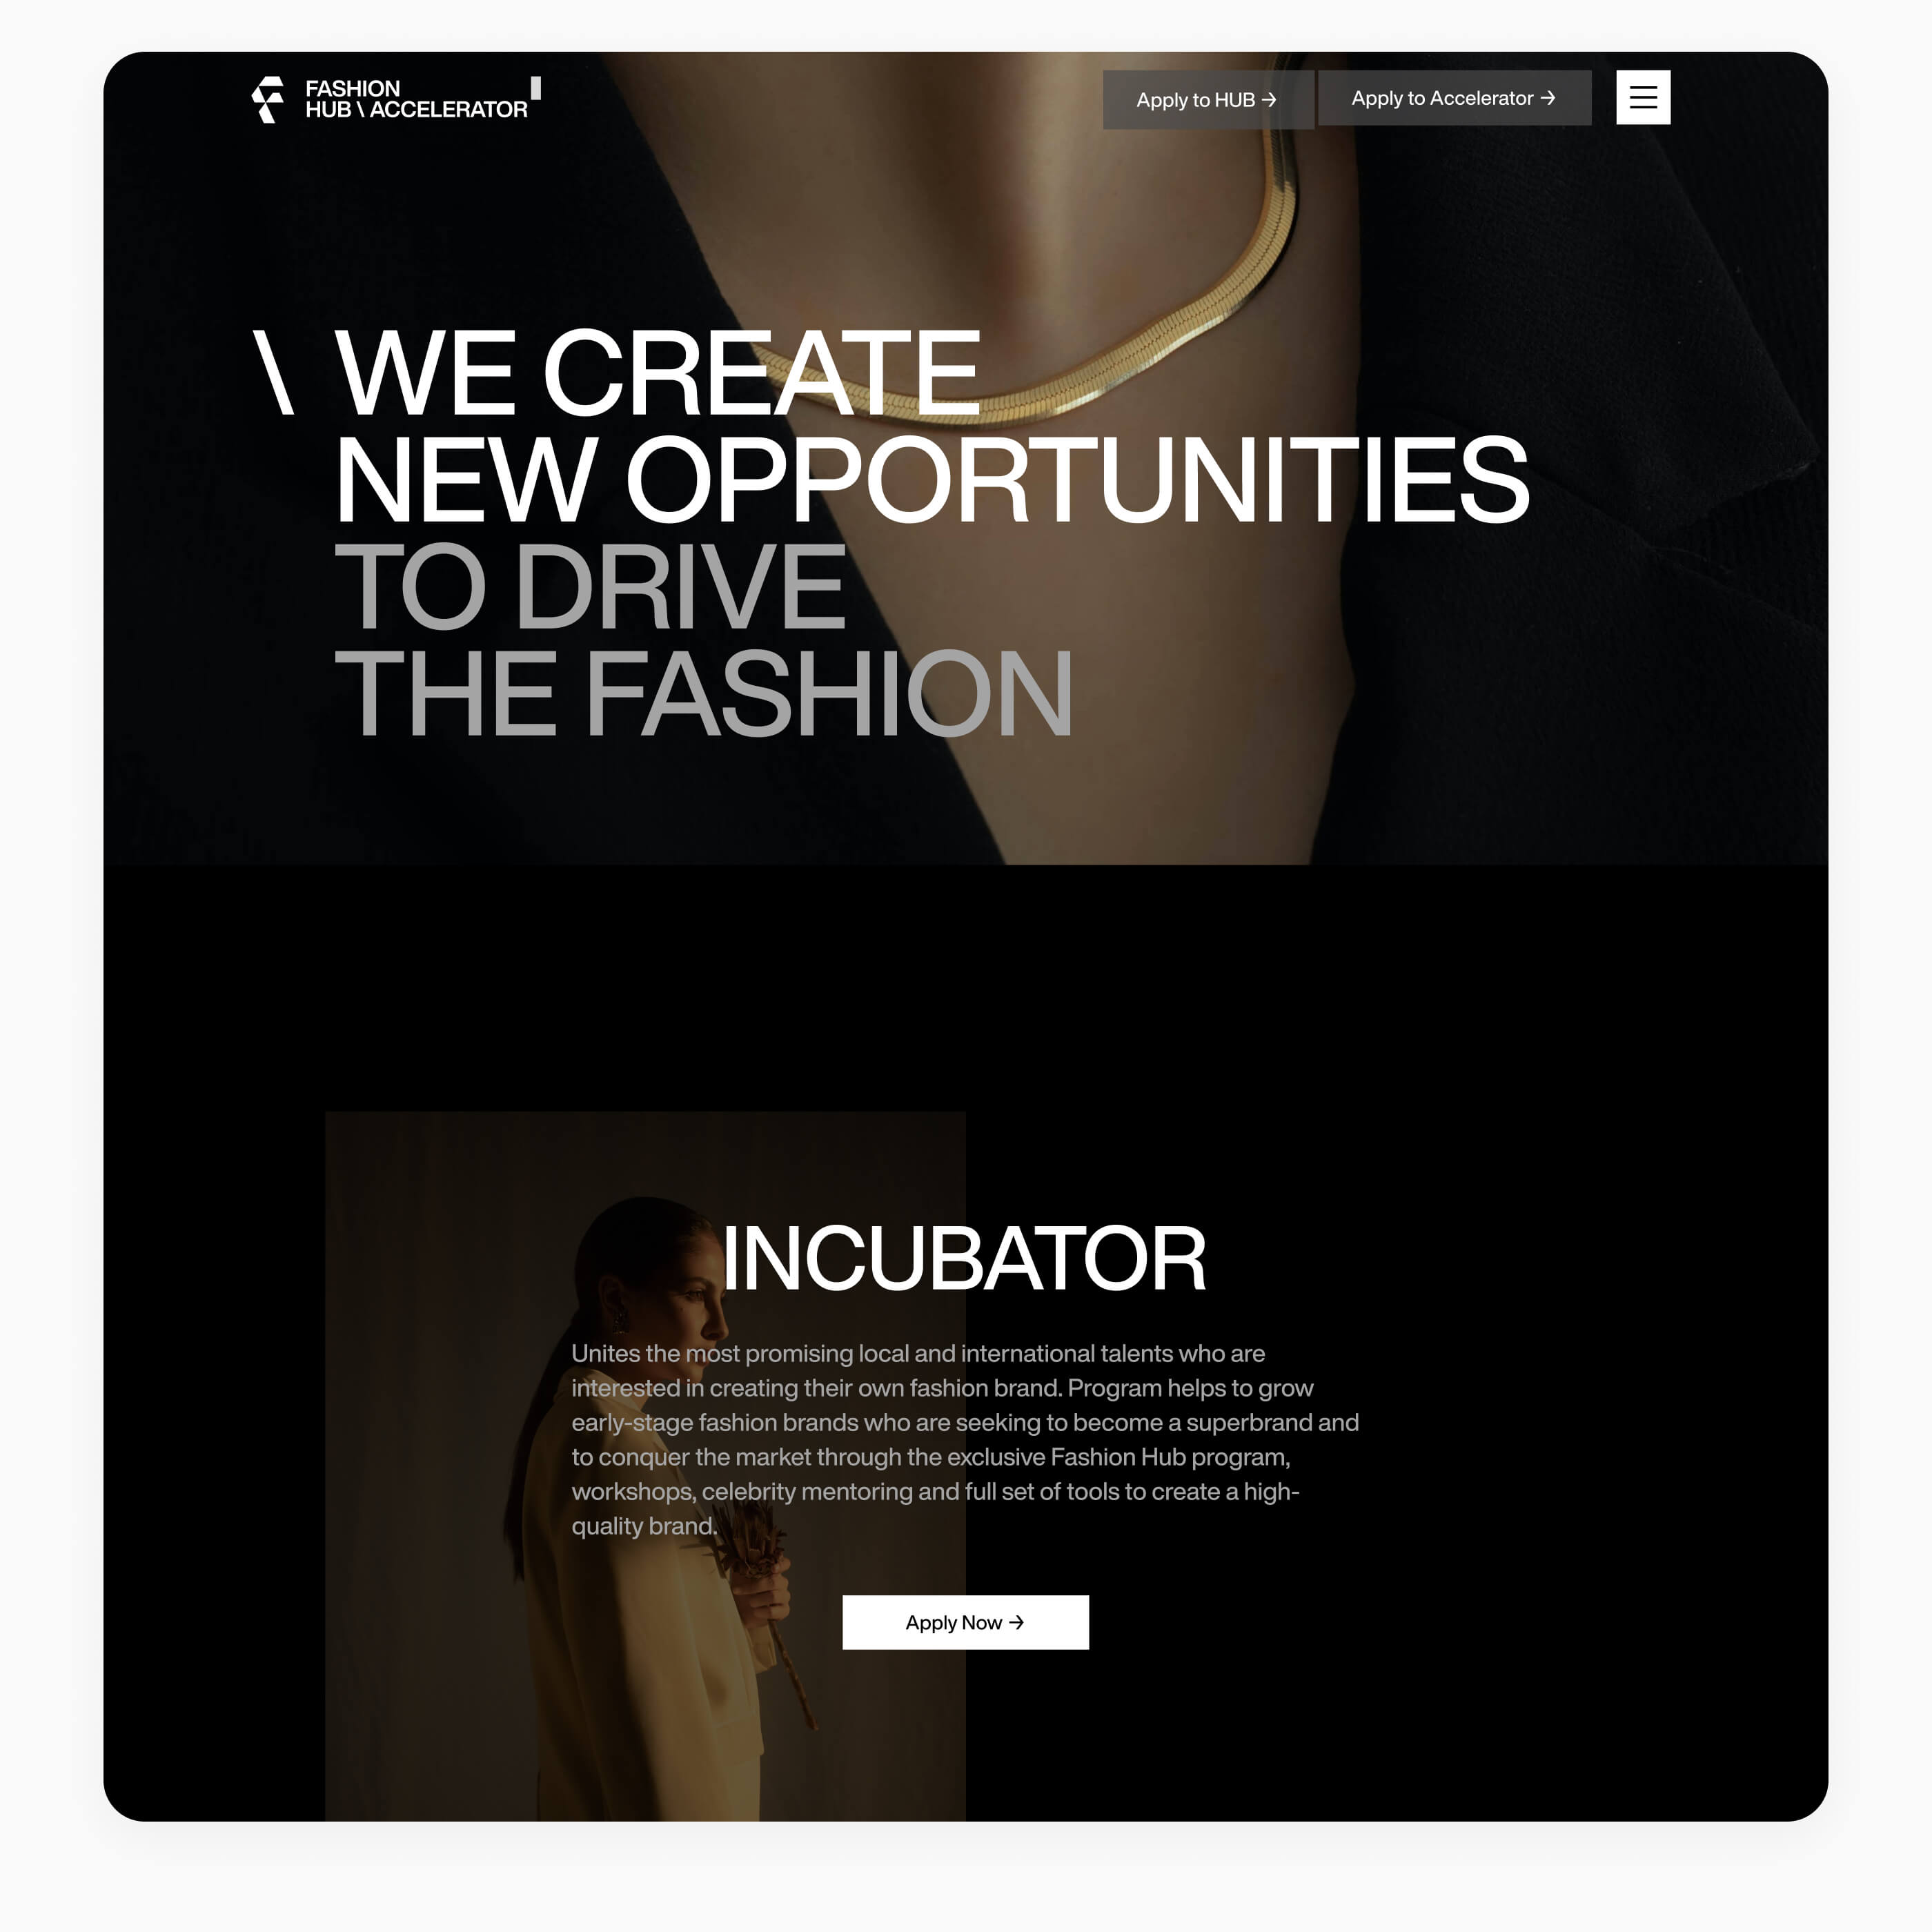 FASHION
HUB \ ACCELERATOR
Apply to HUB →
Apply to Accelerator →
\ WE CREATE
NEW OPPORTUNITIES
TO DRIVE
THE FASHION
INCUBATOR
Unites the most promising local and international talents who are
interested in creating their own fashion brand. Program helps to grow
early-stage fashion brands who are seeking to become a superbrand and
to conquer the market through the exclusive Fashion Hub program,
workshops, celebrity mentoring and full set of tools to create a high-
quality brand.
Apply Now →